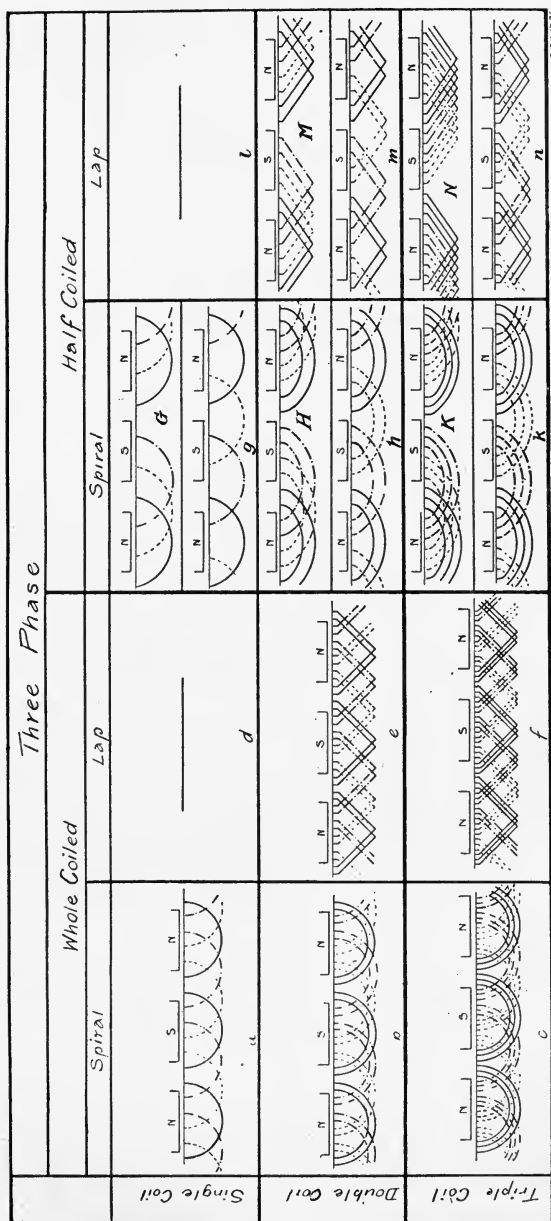 Three Phase
Whole Coiled
Half Coiled
Spiral
Lap
Spiral
Lap
Single Coil
N S N
a
d
N S N
G
N S N
g
l
Double Coil
N S N
b
N S N
e
N S N
H
N S N
h
N S N
M
N S N
m
Triple Coil
N S N
c
N S N
f
N S N
K
N S N
k
N S N
N
N S N
n